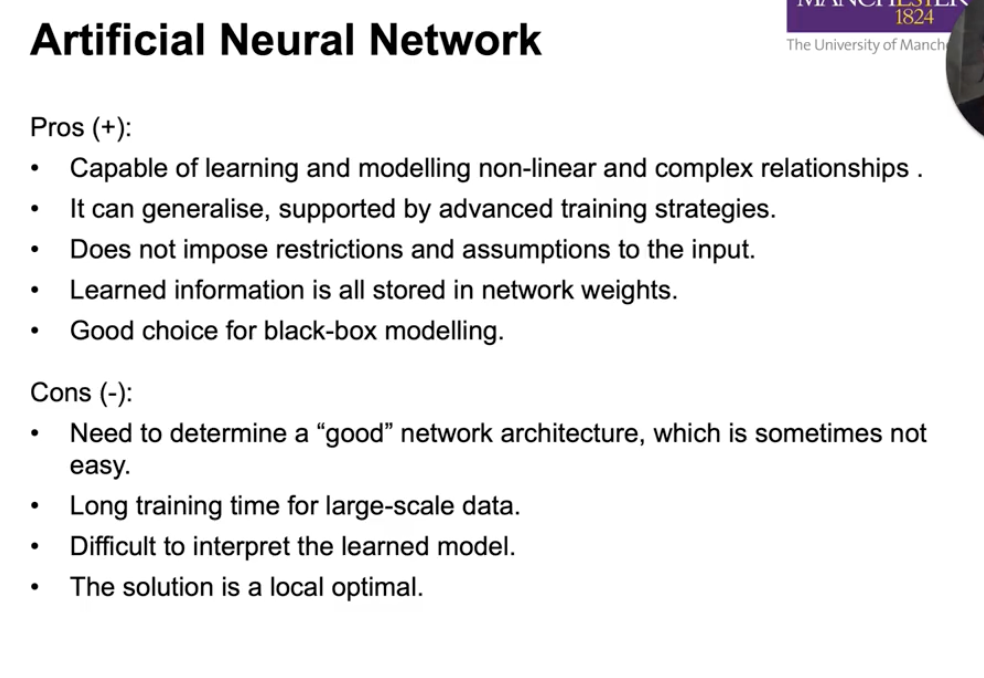 MANCHESTER
1824
The University of Manch
Artificial Neural Network
Pros (+):
• Capable of learning and modelling non-linear and complex relationships .
• It can generalise, supported by advanced training strategies.
• Does not impose restrictions and assumptions to the input.
• Learned information is all stored in network weights.
• Good choice for black-box modelling.
Cons (-):
• Need to determine a “good” network architecture, which is sometimes not
easy.
• Long training time for large-scale data.
• Difficult to interpret the learned model.
• The solution is a local optimal.